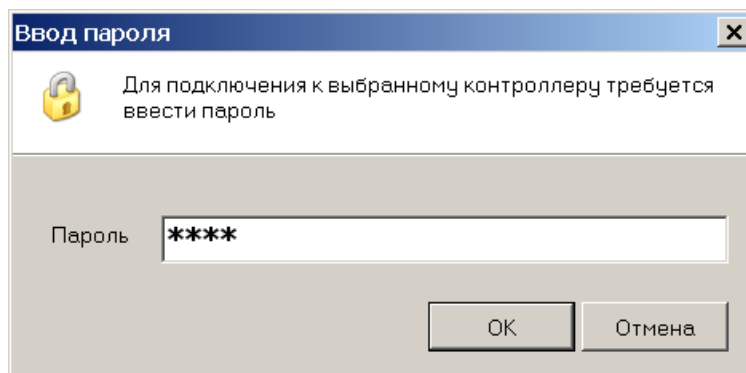 Ввод пароля
Для подключения к выбранному контроллеру требуется
ввести пароль
Пароль ****
OK Отмена